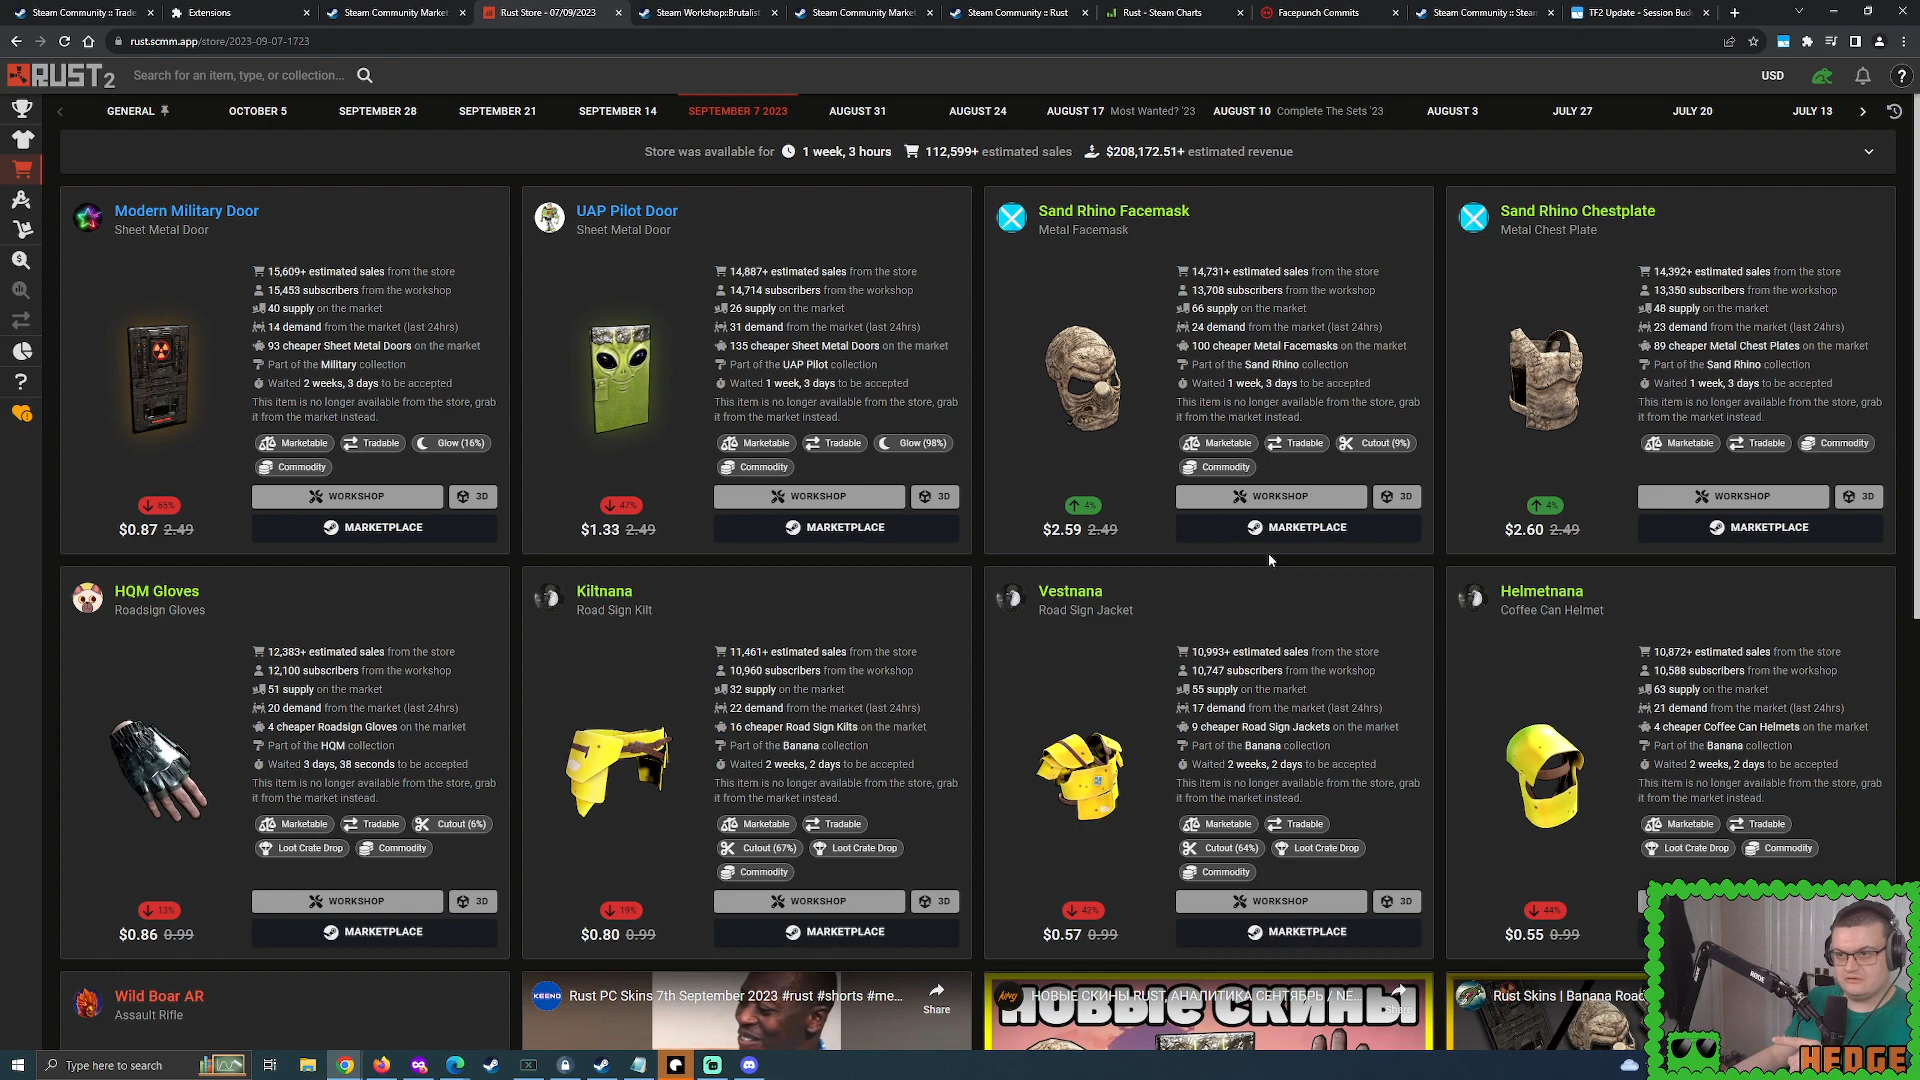 Steam Community :: Trade
Extensions
Steam Community Market
Rust Store - 07/09/2023
Steam Workshop::Brutalist
Steam Community Market
Steam Community :: Rust
Rust - Steam Charts
Facepunch Commits
Steam Community :: Steam
TF2 Update - Session Bud
rust.scmm.app/store/2023-09-07-1723
RUST 2
Search for an item, type, or collection...
USD
GENERAL
OCTOBER 5
SEPTEMBER 28
SEPTEMBER 21
SEPTEMBER 14
SEPTEMBER 7 2023
AUGUST 31
AUGUST 24
AUGUST 17 Most Wanted? '23
AUGUST 10 Complete The Sets '23
AUGUST 3
JULY 27
JULY 20
JULY 13
Store was available for 1 week, 3 hours 112,599+ estimated sales $208,172.51+ estimated revenue
Modern Military Door
Sheet Metal Door
15,609+ estimated sales from the store
15,453 subscribers from the workshop
40 supply on the market
14 demand from the market (last 24hrs)
93 cheaper Sheet Metal Doors on the market
Part of the Military collection
Waited 2 weeks, 3 days to be accepted
This item is no longer available from the store, grab
it from the market instead.
Marketable Tradable Glow (16%)
Commodity
65%
$0.87 2.49
WORKSHOP 3D
MARKETPLACE
UAP Pilot Door
Sheet Metal Door
14,887+ estimated sales from the store
14,714 subscribers from the workshop
26 supply on the market
31 demand from the market (last 24hrs)
135 cheaper Sheet Metal Doors on the market
Part of the UAP Pilot collection
Waited 1 week, 3 days to be accepted
This item is no longer available from the store, grab
it from the market instead.
Marketable Tradable Glow (98%)
Commodity
47%
$1.33 2.49
WORKSHOP 3D
MARKETPLACE
Sand Rhino Facemask
Metal Facemask
14,731+ estimated sales from the store
13,708 subscribers from the workshop
66 supply on the market
24 demand from the market (last 24hrs)
100 cheaper Metal Facemasks on the market
Part of the Sand Rhino collection
Waited 1 week, 3 days to be accepted
This item is no longer available from the store, grab
it from the market instead.
Marketable Tradable Cutout (9%)
Commodity
4%
$2.59 2.49
WORKSHOP 3D
MARKETPLACE
Sand Rhino Chestplate
Metal Chest Plate
14,392+ estimated sales from the store
13,350 subscribers from the workshop
48 supply on the market
23 demand from the market (last 24hrs)
89 cheaper Metal Chest Plates on the market
Part of the Sand Rhino collection
Waited 1 week, 3 days to be accepted
This item is no longer available from the store, grab
it from the market instead.
Marketable Tradable Commodity
4%
$2.60 2.49
WORKSHOP 3D
MARKETPLACE
HQM Gloves
Roadsign Gloves
12,383+ estimated sales from the store
12,100 subscribers from the workshop
51 supply on the market
20 demand from the market (last 24hrs)
4 cheaper Roadsign Gloves on the market
Part of the HQM collection
Waited 3 days, 38 seconds to be accepted
This item is no longer available from the store, grab
it from the market instead.
Marketable Tradable Cutout (6%)
Loot Crate Drop Commodity
13%
$0.86 0.99
WORKSHOP 3D
MARKETPLACE
Kiltnana
Road Sign Kilt
11,461+ estimated sales from the store
10,960 subscribers from the workshop
32 supply on the market
22 demand from the market (last 24hrs)
16 cheaper Road Sign Kilts on the market
Part of the Banana collection
Waited 2 weeks, 2 days to be accepted
This item is no longer available from the store, grab
it from the market instead.
Marketable Tradable
Cutout (67%) Loot Crate Drop
Commodity
19%
$0.80 0.99
WORKSHOP 3D
MARKETPLACE
Vestnana
Road Sign Jacket
10,993+ estimated sales from the store
10,747 subscribers from the workshop
55 supply on the market
17 demand from the market (last 24hrs)
9 cheaper Road Sign Jackets on the market
Part of the Banana collection
Waited 2 weeks, 2 days to be accepted
This item is no longer available from the store, grab
it from the market instead.
Marketable Tradable
Cutout (64%) Loot Crate Drop
Commodity
42%
$0.57 0.99
WORKSHOP 3D
MARKETPLACE
Helmetnana
Coffee Can Helmet
10,872+ estimated sales from the store
10,588 subscribers from the workshop
63 supply on the market
21 demand from the market (last 24hrs)
4 cheaper Coffee Can Helmets on the market
Part of the Banana collection
Waited 2 weeks, 2 days to be accepted
This item is no longer available from the store, grab
it from the market instead.
Marketable Tradable
Loot Crate Drop Commodity
44%
$0.55 0.99
Wild Boar AR
Assault Rifle
KEENO
Rust PC Skins 7th September 2023 #rust #shorts #me...
Share
НОВЫЕ СКИНЫ RUST, АНАЛИТИКА СЕНТЯБРЬ / NE...
Share
НОВЫЕ СКИНЫ
Rust Skins | Banana Road
HEDGE
Type here to search